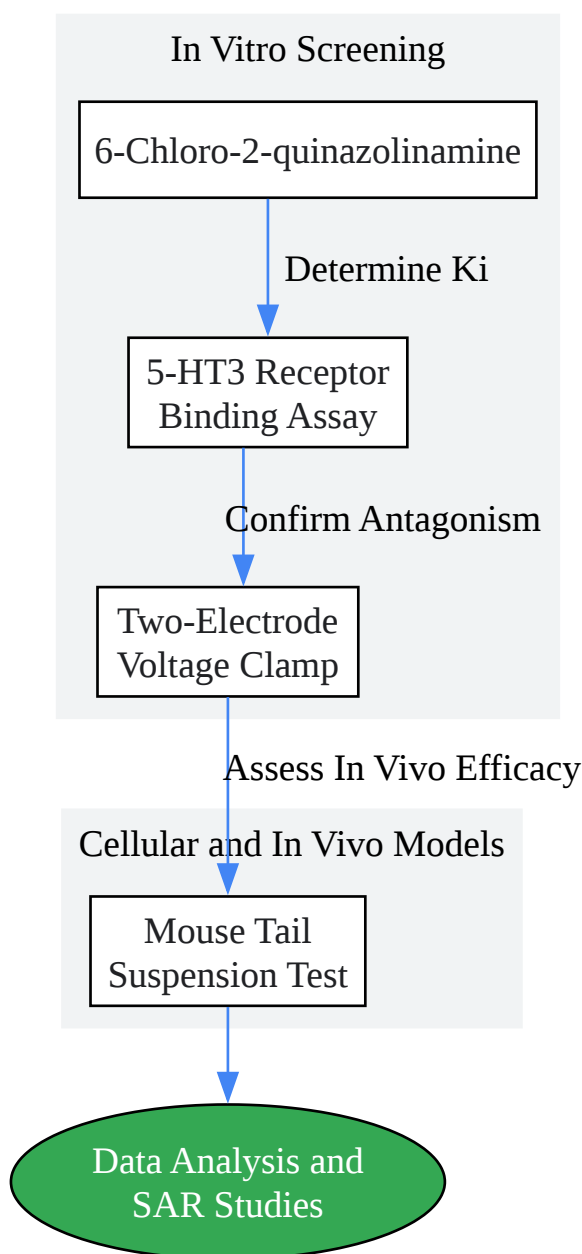 In Vitro Screening
6-Chloro-2-quinazolinamine
Determine Ki
5-HT3 Receptor
Binding Assay
Confirm Antagonism
Two-Electrode
Voltage Clamp
Assess In Vivo Efficacy
Cellular and In Vivo Models
Mouse Tail
Suspension Test
Data Analysis and
SAR Studies